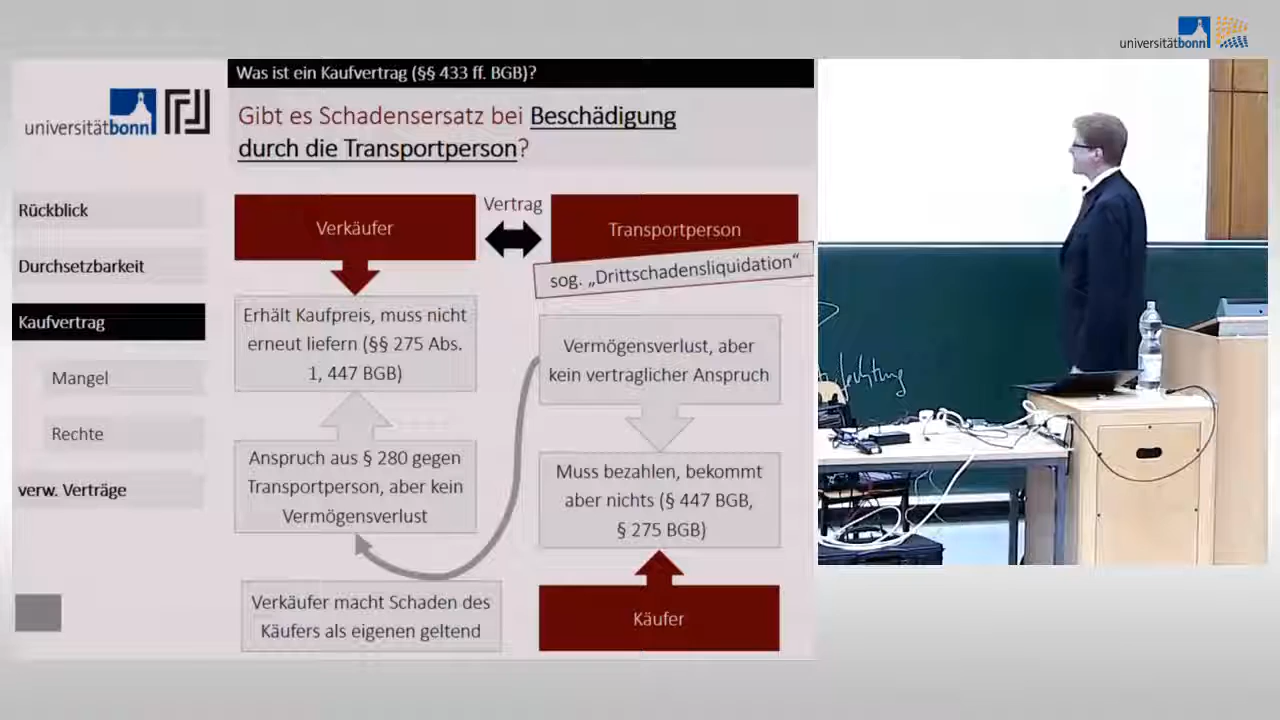 universitätbonn
Was ist ein Kaufvertrag (§§ 433 ff. BGB)?
universitätbonn
Gibt es Schadensersatz bei Beschädigung
durch die Transportperson?
Rückblick
Durchsetzbarkeit
Kaufvertrag
Mangel
Rechte
verw. Verträge
Verkäufer
Vertrag
Transportperson
sog. „Drittschadensliquidation“
Erhält Kaufpreis, muss nicht
erneut liefern (§§ 275 Abs.
1, 447 BGB)
Vermögensverlust, aber
kein vertraglicher Anspruch
Anspruch aus § 280 gegen
Transportperson, aber kein
Vermögensverlust
Muss bezahlen, bekommt
aber nichts (§ 447 BGB,
§ 275 BGB)
Verkäufer macht Schaden des
Käufers als eigenen geltend
Käufer